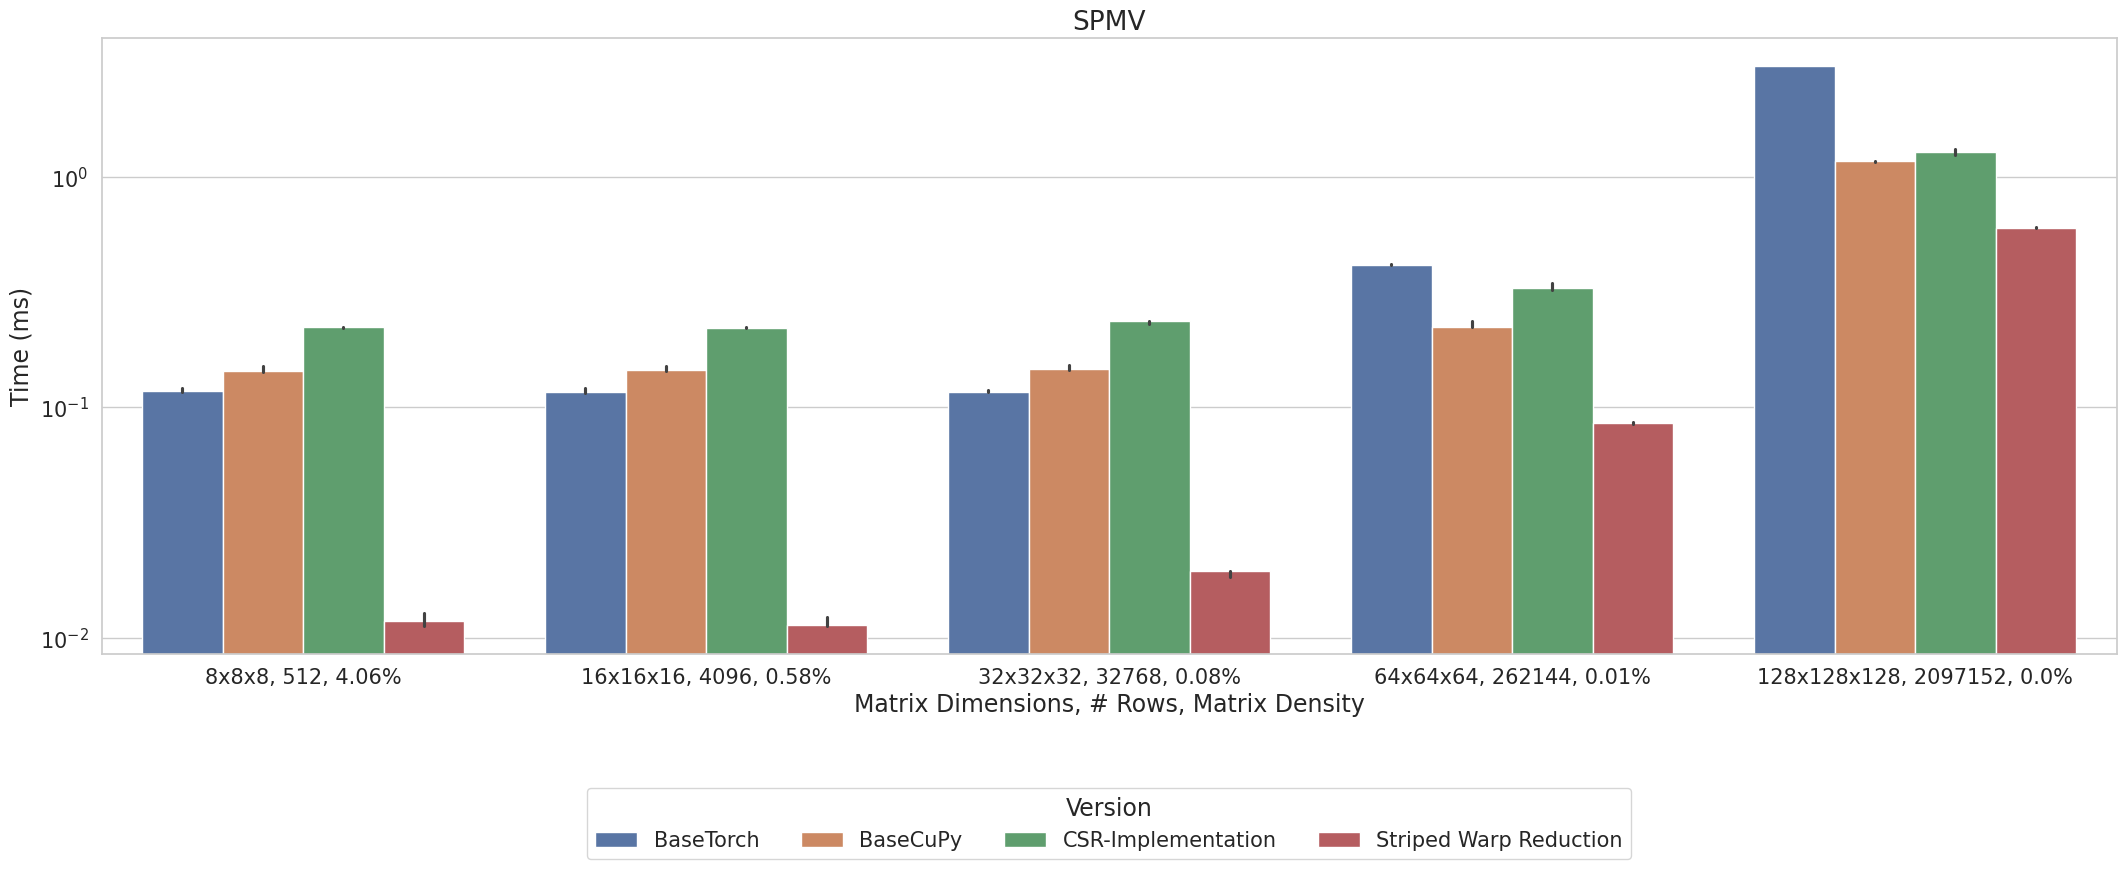 SPMV
Time (ms)
10⁰
10⁻¹
10⁻²
8x8x8, 512, 4.06%
16x16x16, 4096, 0.58%
32x32x32, 32768, 0.08%
64x64x64, 262144, 0.01%
128x128x128, 2097152, 0.0%
Matrix Dimensions, # Rows, Matrix Density
Version
BaseTorch
BaseCuPy
CSR-Implementation
Striped Warp Reduction